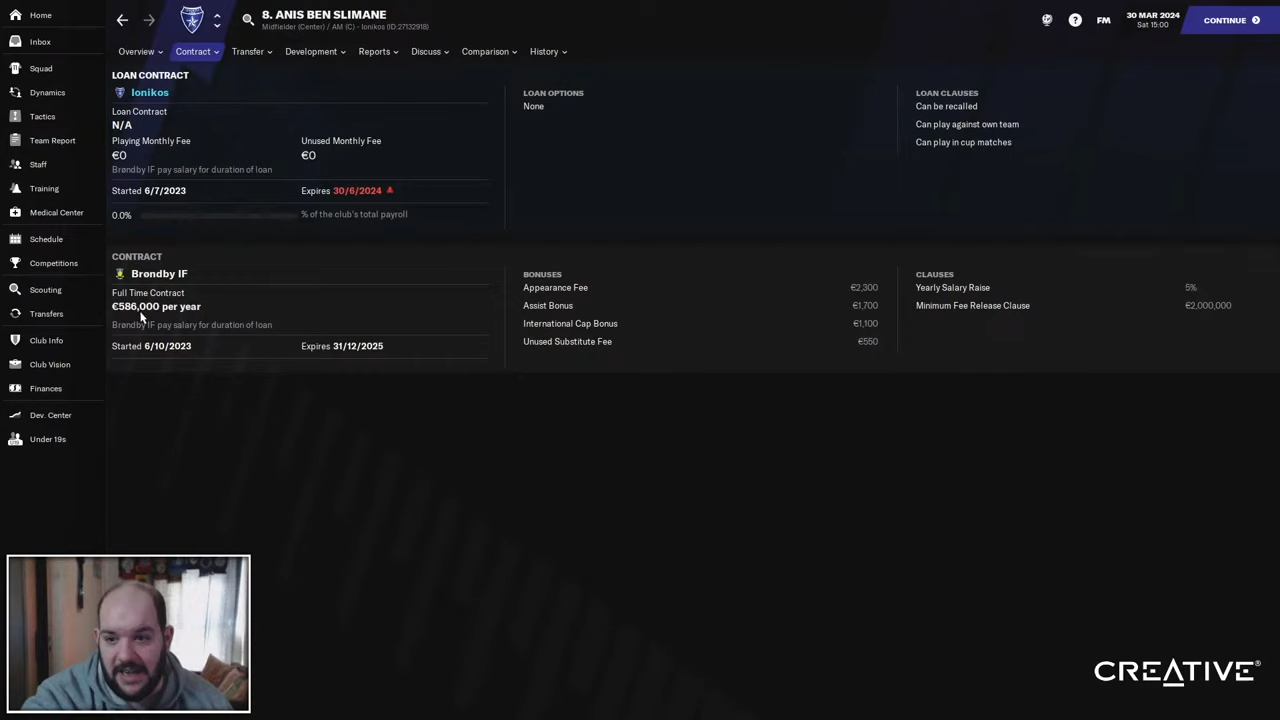 8. ANIS BEN SLIMANE
Midfielder (Center) / AM (C) - Ionikos (ID:27132918)
30 MAR 2024
Sat 15:00
FM
CONTINUE
Home
Inbox
Squad
Dynamics
Tactics
Team Report
Staff
Training
Medical Center
Schedule
Competitions
Scouting
Transfers
Club Info
Club Vision
Finances
Dev. Center
Under 19s
Overview
Contract
Transfer
Development
Reports
Discuss
Comparison
History
LOAN CONTRACT
Ionikos
Loan Contract
N/A
Playing Monthly Fee
€0
Unused Monthly Fee
€0
Brøndby IF pay salary for duration of loan
Started 6/7/2023
Expires 30/6/2024
0.0%
% of the club's total payroll
LOAN OPTIONS
None
LOAN CLAUSES
Can be recalled
Can play against own team
Can play in cup matches
CONTRACT
Brøndby IF
Full Time Contract
€586,000 per year
Brøndby IF pay salary for duration of loan
Started 6/10/2023
Expires 31/12/2025
BONUSES
Appearance Fee €2,300
Assist Bonus €1,700
International Cap Bonus €1,100
Unused Substitute Fee €550
CLAUSES
Yearly Salary Raise 5%
Minimum Fee Release Clause €2,000,000
CREATIVE®